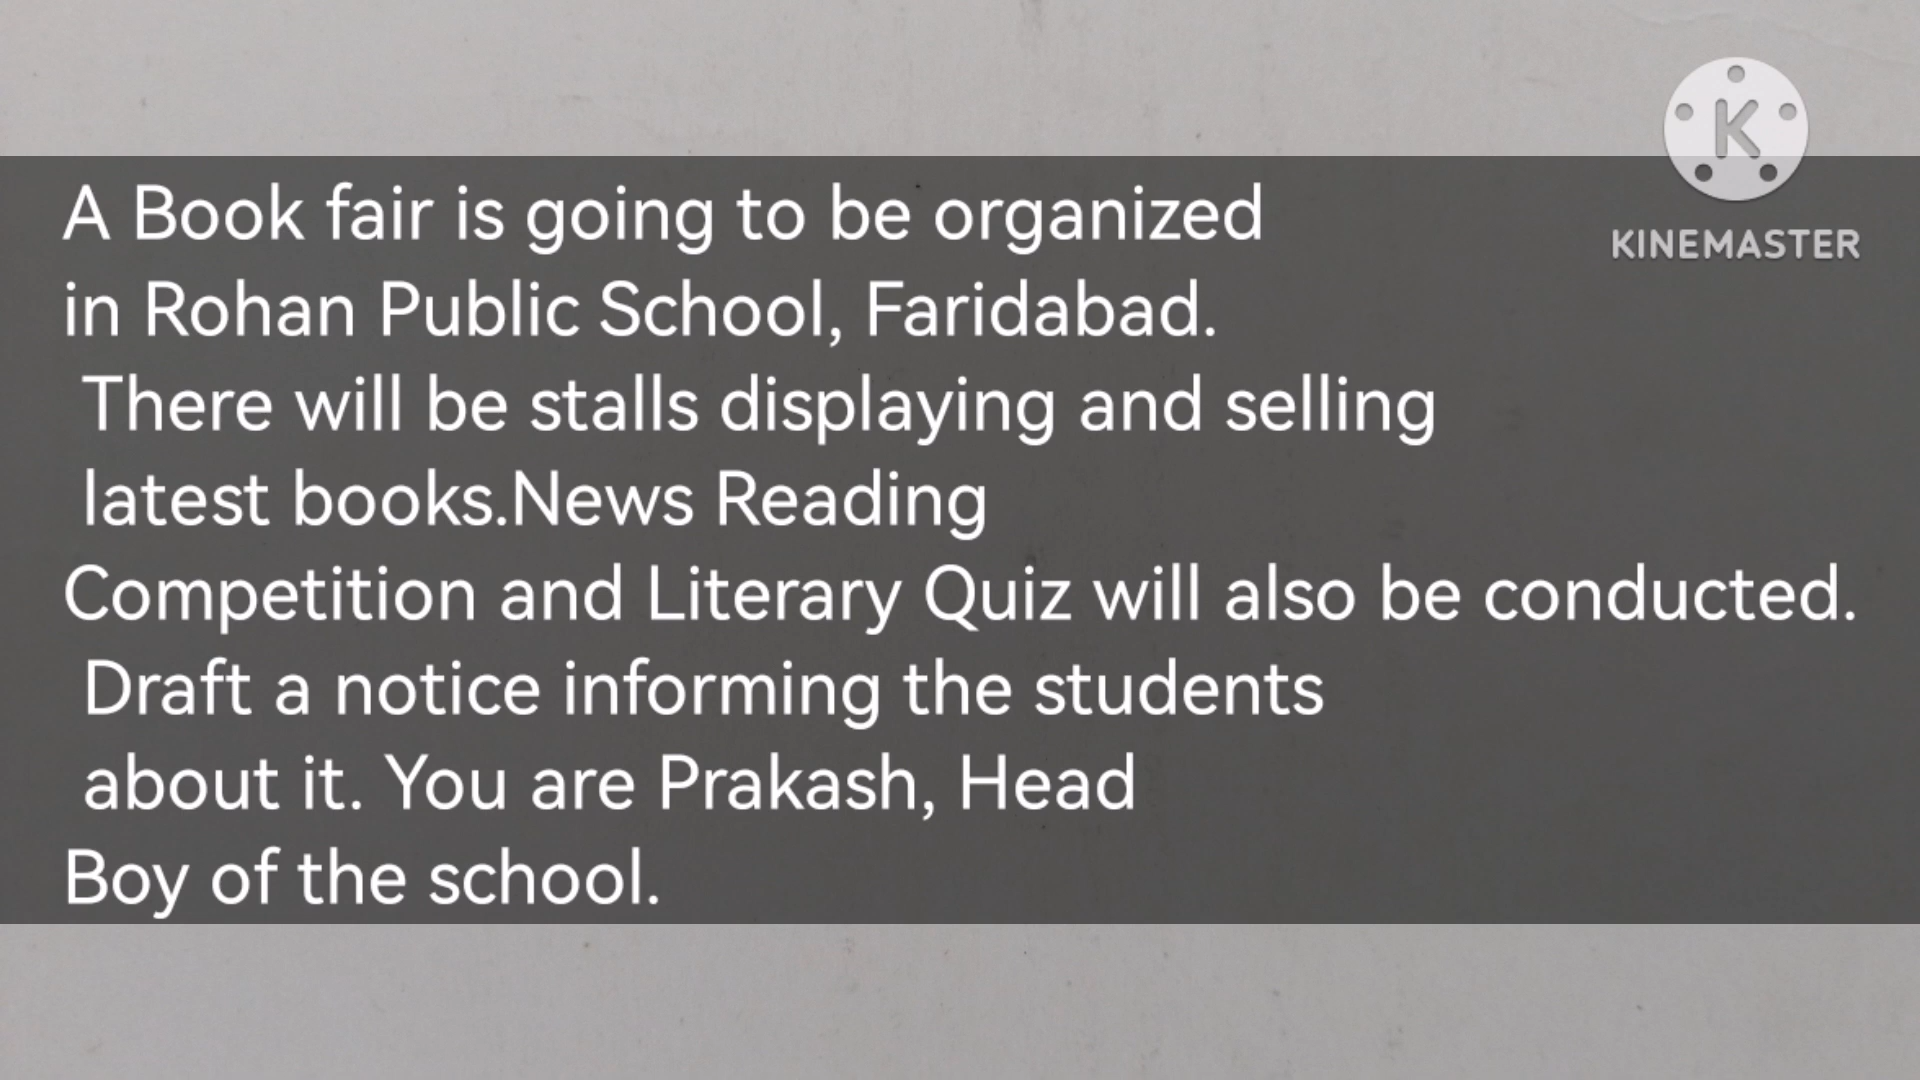 A Book fair is going to be organized
in Rohan Public School, Faridabad.
There will be stalls displaying and selling
latest books.News Reading
Competition and Literary Quiz will also be conducted.
Draft a notice informing the students
about it. You are Prakash, Head
Boy of the school.
K
KINEMASTER